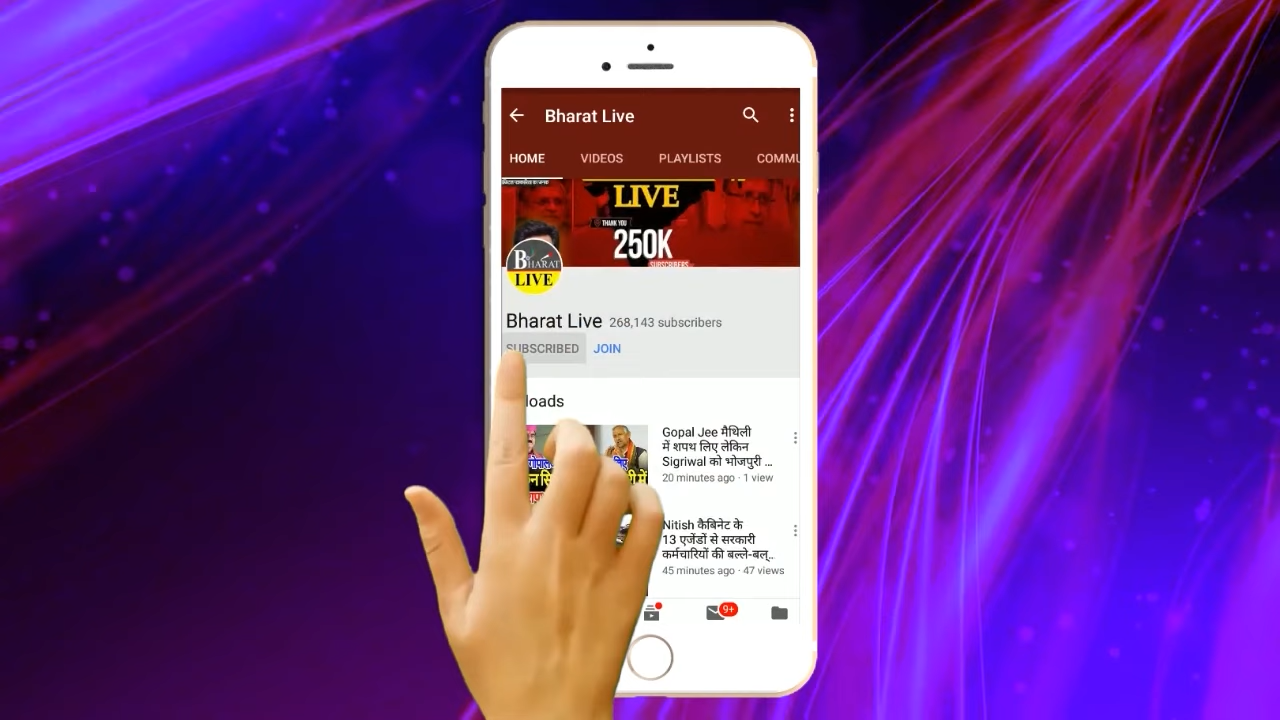 Bharat Live
HOME VIDEOS PLAYLISTS COMMU
LIVE
THANK YOU
250K
SUBSCRIBERS
BHARAT
LIVE
Bharat Live 268,143 subscribers
SUBSCRIBED JOIN
loads
Gopal Jee मैथिली
में शपथ लिए लेकिन
Sigriwal को भोजपुरी ...
20 minutes ago · 1 view
Nitish कैबिनेट के
13 एजेंडों से सरकारी
कर्मचारियों की बल्ले-बल्..
45 minutes ago · 47 views
9+